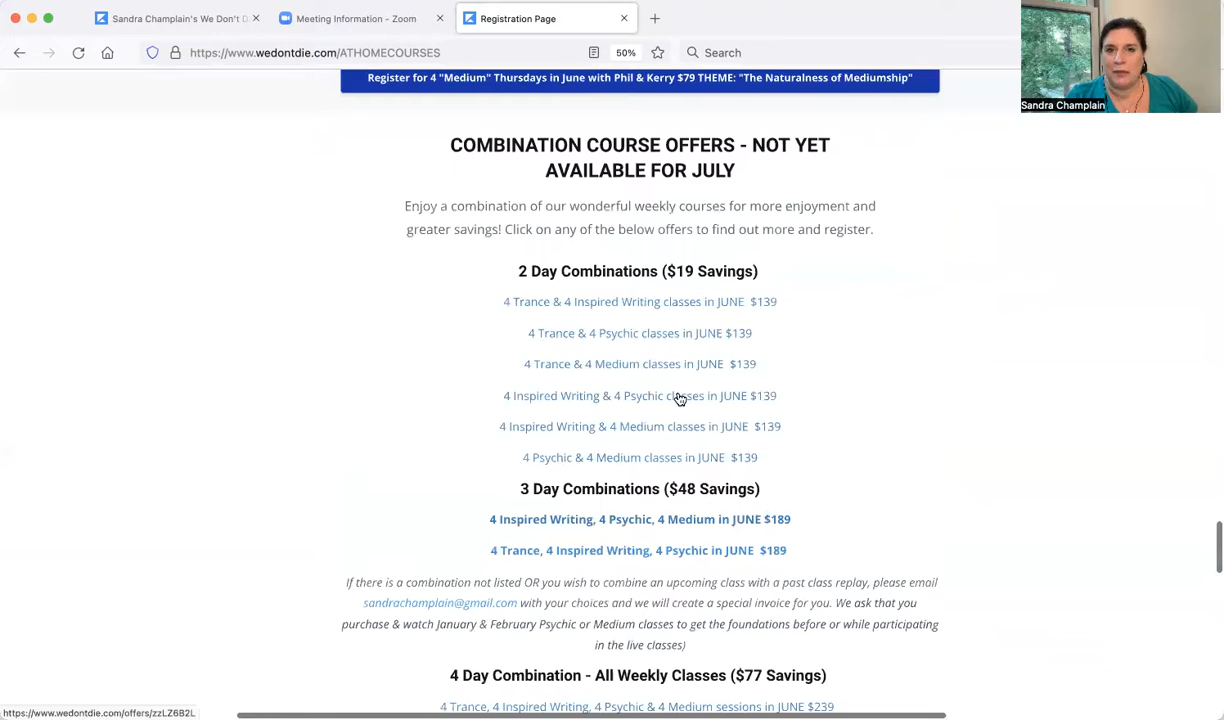 Sandra Champlain's We Don't D
Meeting Information - Zoom
Registration Page
https://www.wedontdie.com/ATHOMECOURSES
50%
Search
Sandra Champlain
Register for 4 "Medium" Thursdays in June with Phil & Kerry $79 THEME: "The Naturalness of Mediumship"
COMBINATION COURSE OFFERS - NOT YET
AVAILABLE FOR JULY
Enjoy a combination of our wonderful weekly courses for more enjoyment and
greater savings! Click on any of the below offers to find out more and register.
2 Day Combinations ($19 Savings)
4 Trance & 4 Inspired Writing classes in JUNE $139
4 Trance & 4 Psychic classes in JUNE $139
4 Trance & 4 Medium classes in JUNE $139
4 Inspired Writing & 4 Psychic classes in JUNE $139
4 Inspired Writing & 4 Medium classes in JUNE $139
4 Psychic & 4 Medium classes in JUNE $139
3 Day Combinations ($48 Savings)
4 Inspired Writing, 4 Psychic, 4 Medium in JUNE $189
4 Trance, 4 Inspired Writing, 4 Psychic in JUNE $189
If there is a combination not listed OR you wish to combine an upcoming class with a post class replay, please email
sandrachamplain@gmail.com with your choices and we will create a special invoice for you. We ask that you
purchase & watch January & February Psychic or Medium classes to get the foundations before or while participating
in the live classes)
4 Day Combination - All Weekly Classes ($77 Savings)
4 Trance, 4 Inspired Writing, 4 Psychic & 4 Medium sessions in JUNE $239
https://www.wedontdie.com/offers/zzLZ6B2L